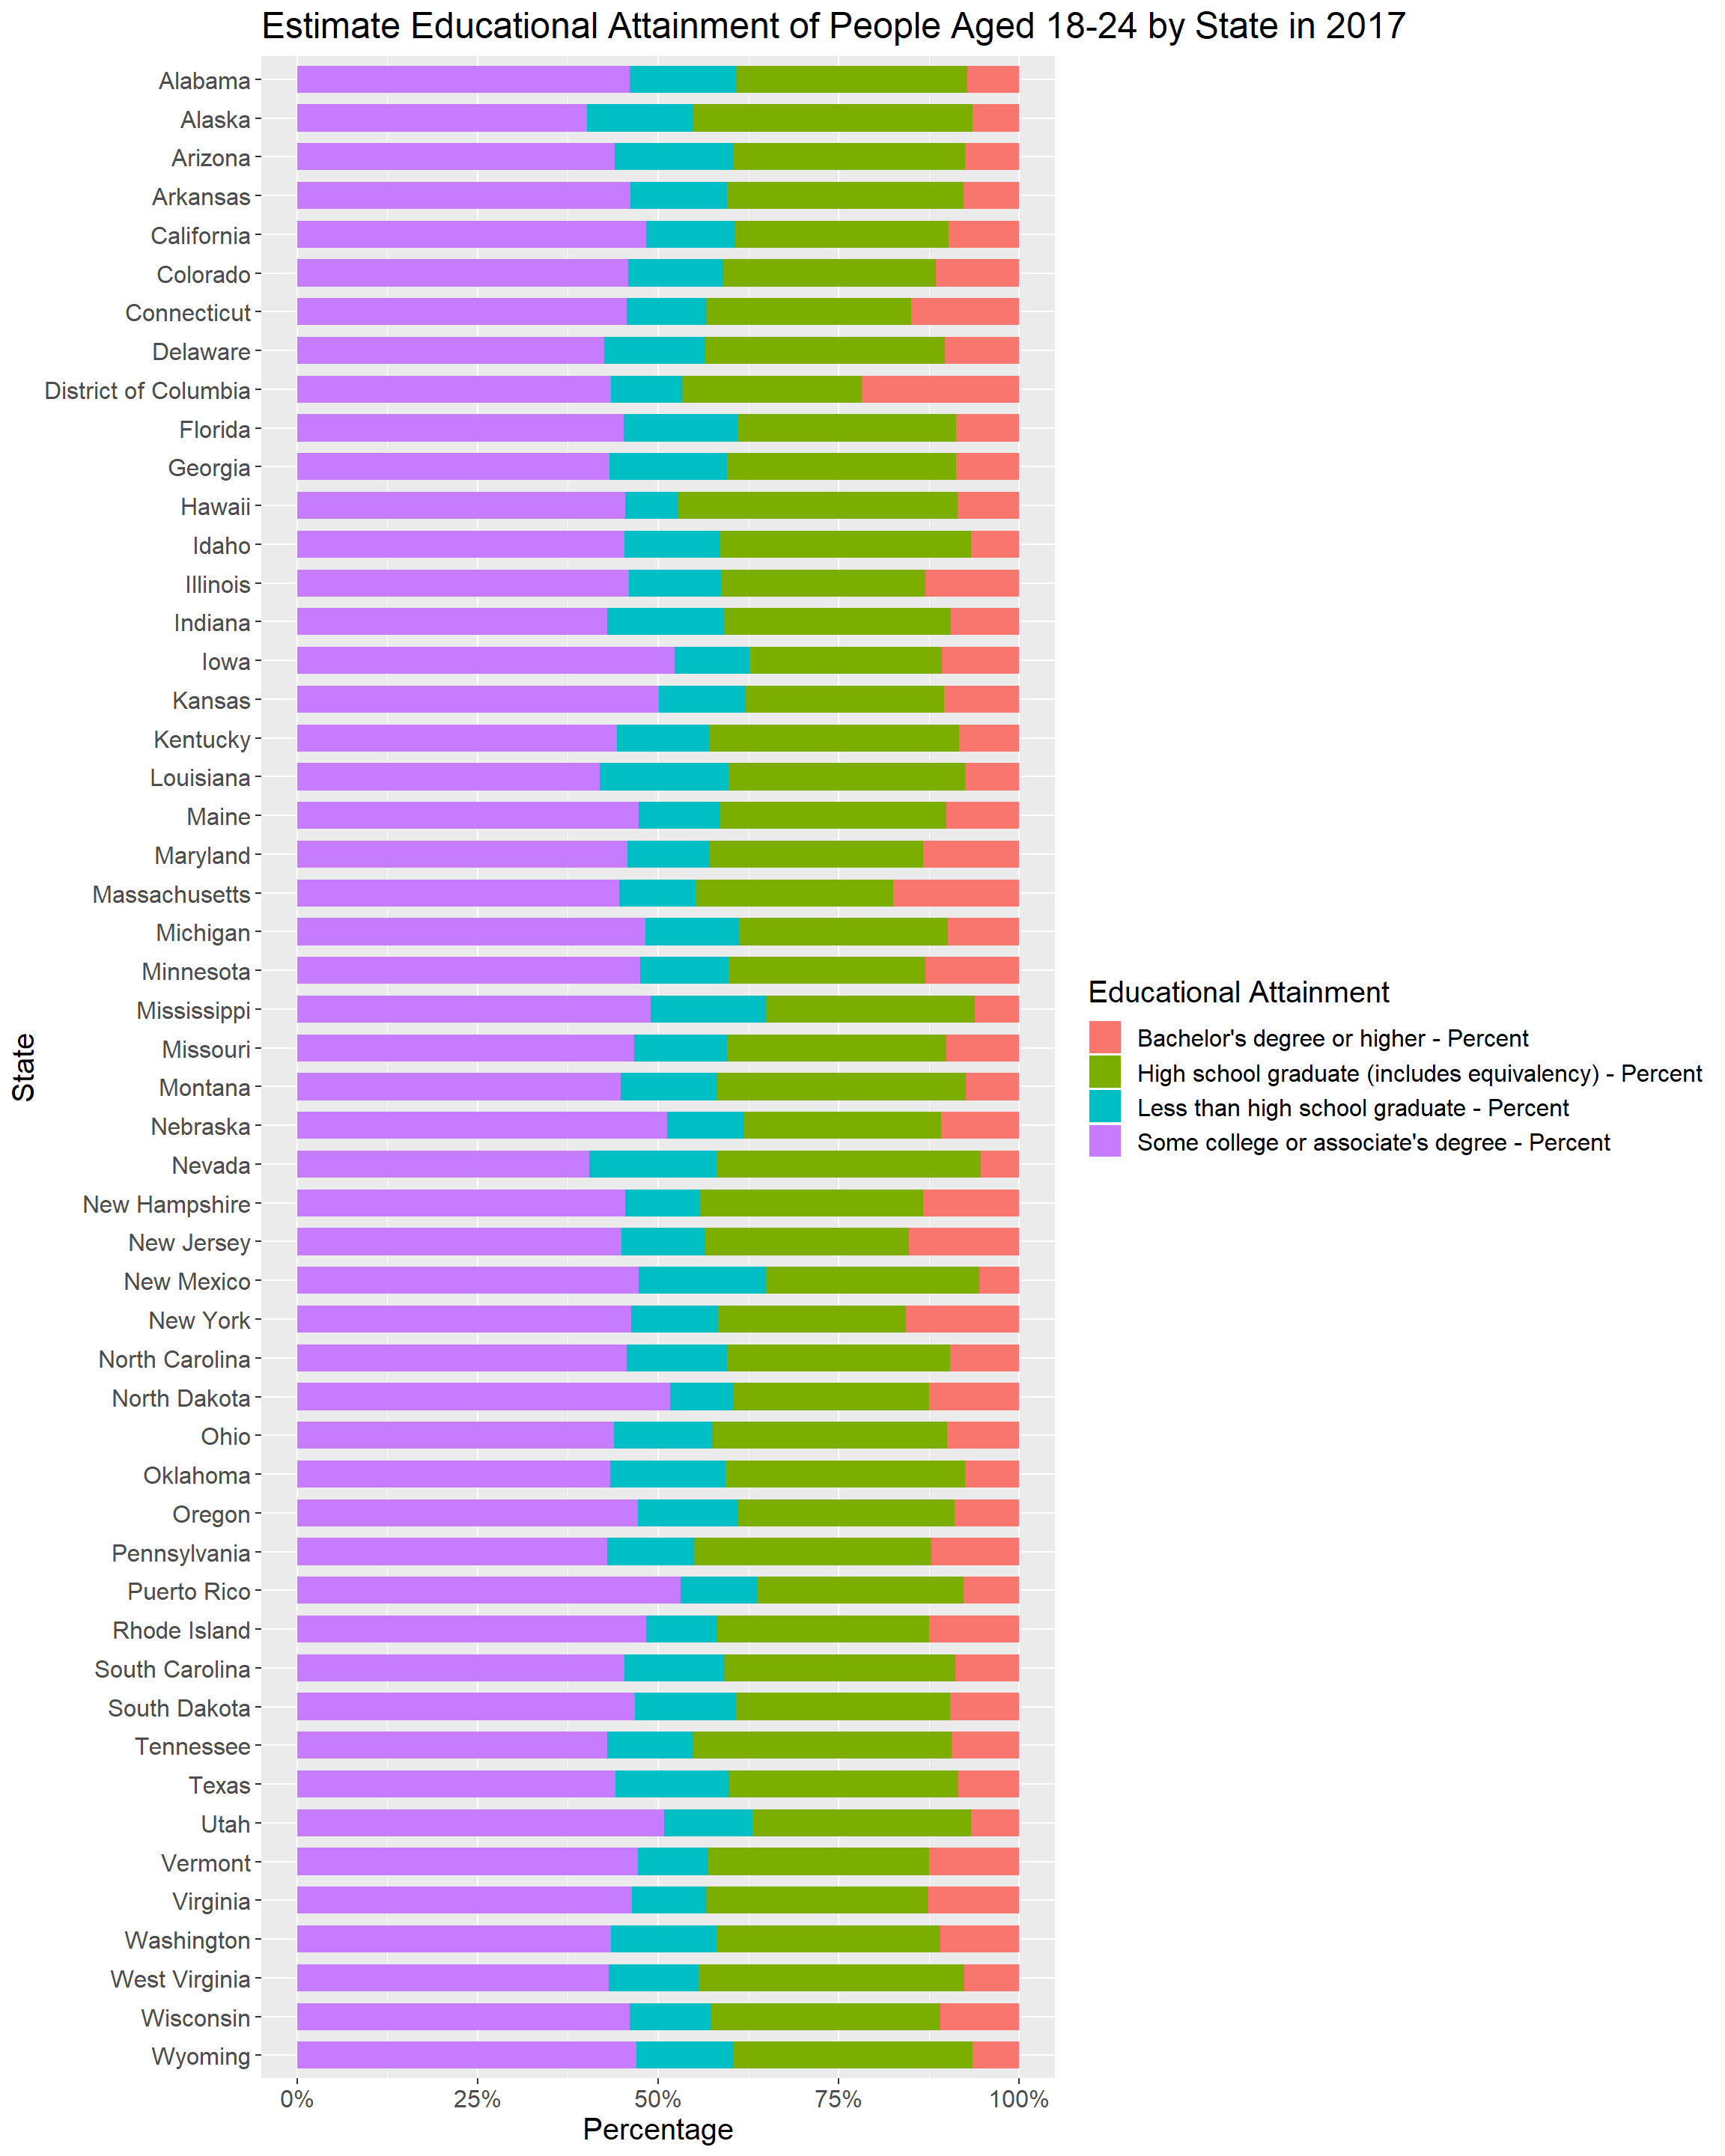 Estimate Educational Attainment of People Aged 18-24 by State in 2017
Alabama
Alaska
Arizona
Arkansas
California
Colorado
Connecticut
Delaware
District of Columbia
Florida
Georgia
Hawaii
Idaho
Illinois
Indiana
Iowa
Kansas
Kentucky
Louisiana
Maine
Maryland
Massachusetts
Michigan
Minnesota
Mississippi
Missouri
Montana
Nebraska
Nevada
New Hampshire
New Jersey
New Mexico
New York
North Carolina
North Dakota
Ohio
Oklahoma
Oregon
Pennsylvania
Puerto Rico
Rhode Island
South Carolina
South Dakota
Tennessee
Texas
Utah
Vermont
Virginia
Washington
West Virginia
Wisconsin
Wyoming
State
0% 25% 50% 75% 100%
Percentage
Educational Attainment
Bachelor's degree or higher - Percent
High school graduate (includes equivalency) - Percent
Less than high school graduate - Percent
Some college or associate's degree - Percent